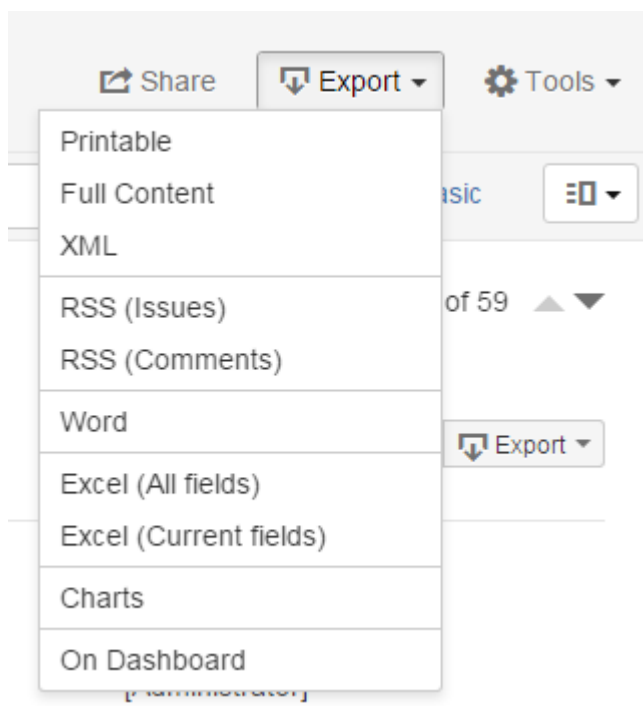 Share Export Tools
Printable
Full Content
XML
RSS (Issues)
RSS (Comments)
Word
Excel (All fields)
Excel (Current fields)
Charts
On Dashboard
of 59
Export